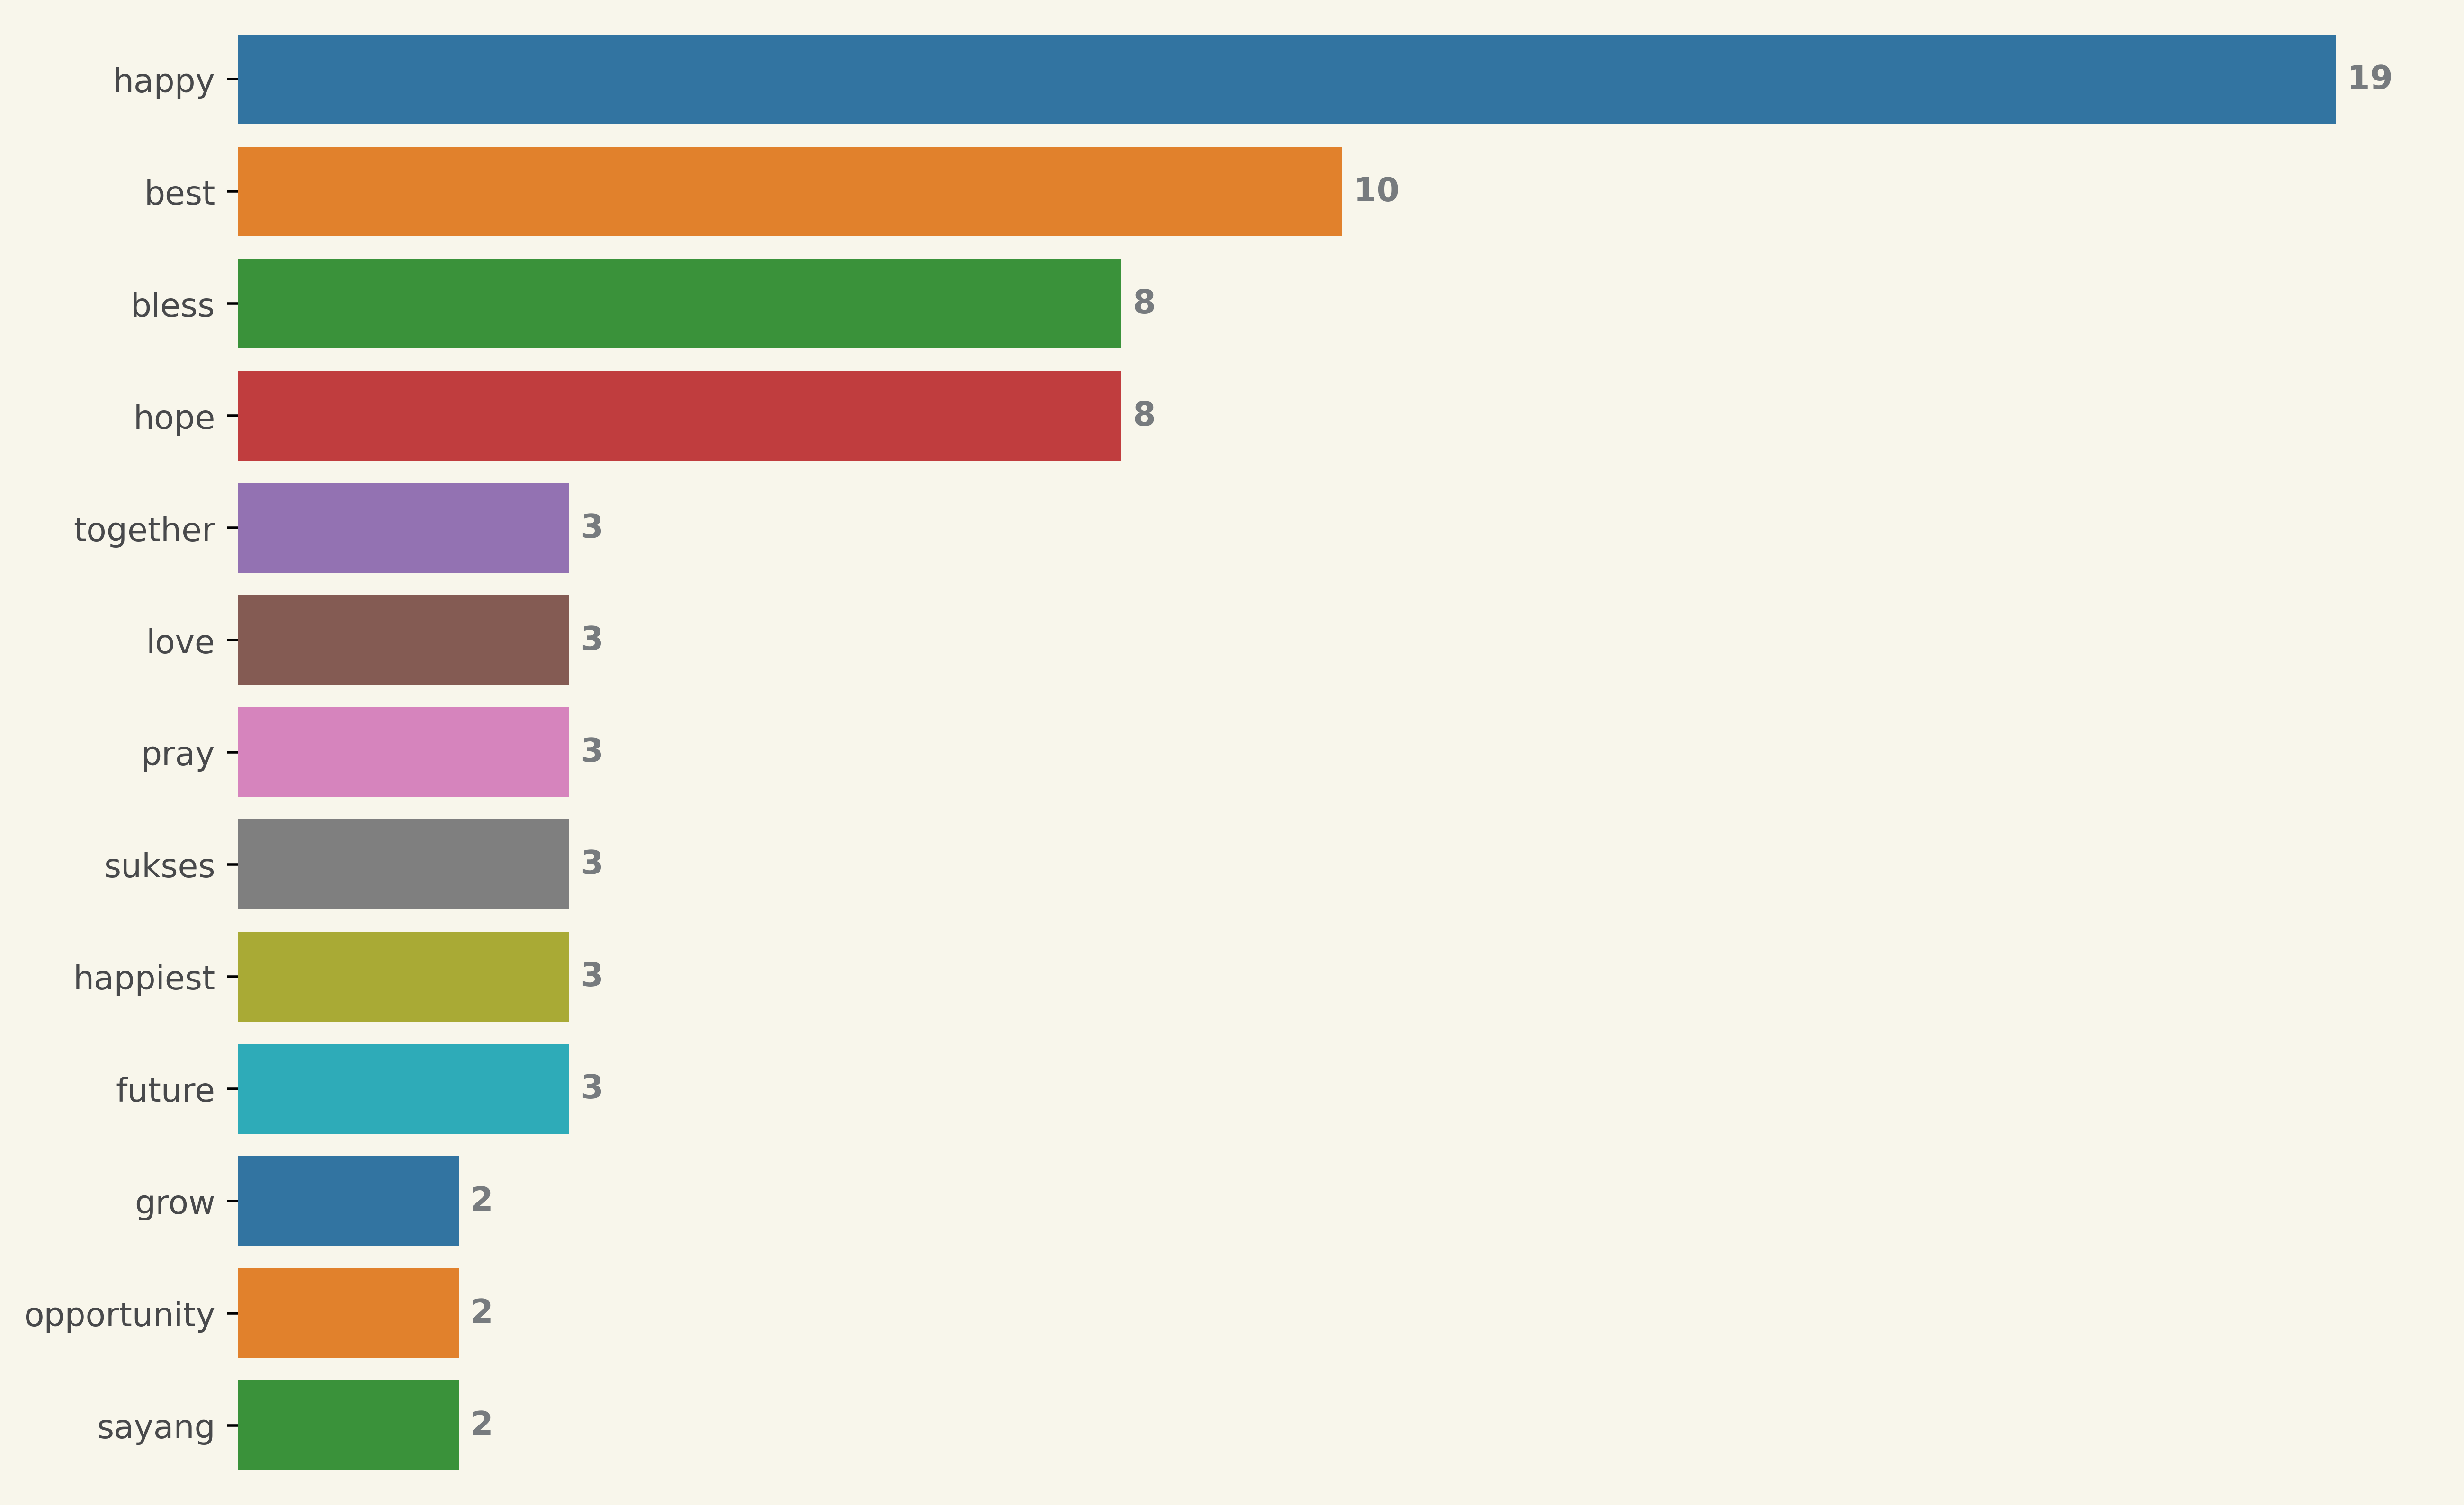 happy 19
best 10
bless 8
hope 8
together 3
love 3
pray 3
sukses 3
happiest 3
future 3
grow 2
opportunity 2
sayang 2